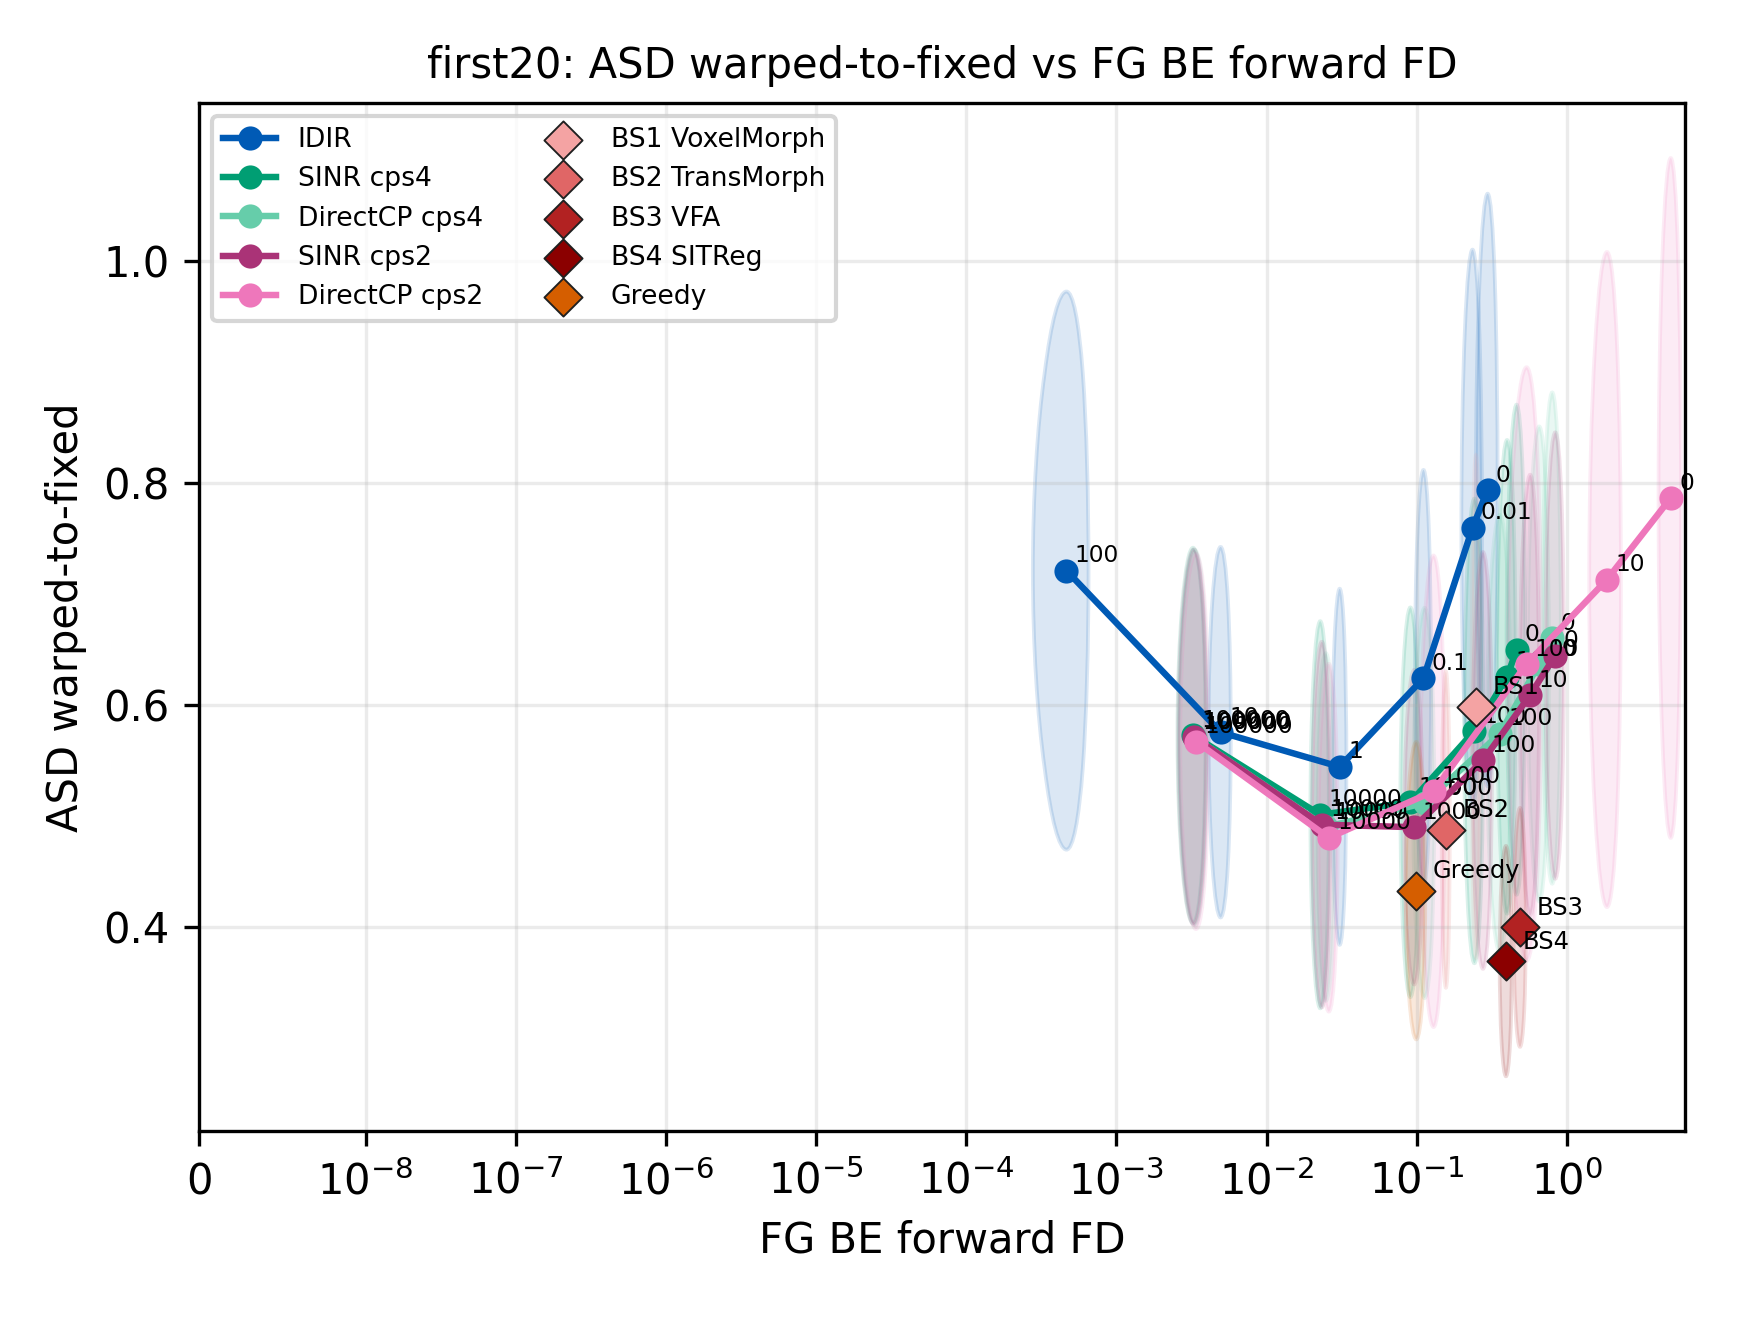 first20: ASD warped-to-fixed vs FG BE forward FD
IDIR
SINR cps4
DirectCP cps4
SINR cps2
DirectCP cps2
BS1 VoxelMorph
BS2 TransMorph
BS3 VFA
BS4 SITReg
Greedy
ASD warped-to-fixed
1.0
0.8
0.6
0.4
0
0.01
0
100
10
0.1
0
0
0
100
10
BS1
10
1
100
100
100000
1000
10000
BS2
1000
10000
Greedy
BS3
BS4
0
10⁻⁸
10⁻⁷
10⁻⁶
10⁻⁵
10⁻⁴
10⁻³
10⁻²
10⁻¹
10⁰
FG BE forward FD